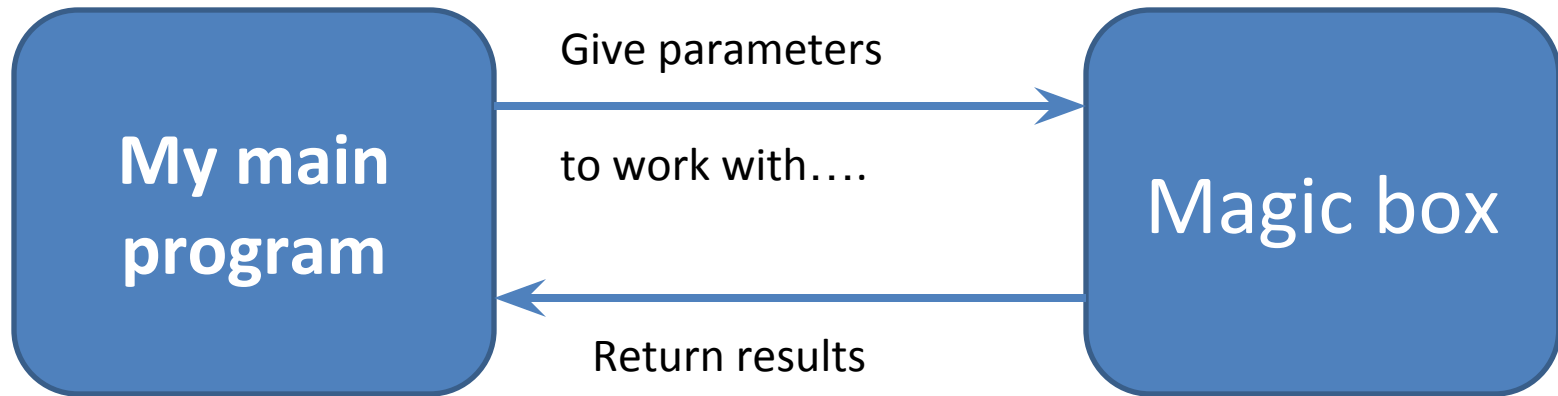 My main
program
Give parameters
to work with....
Return results
Magic box